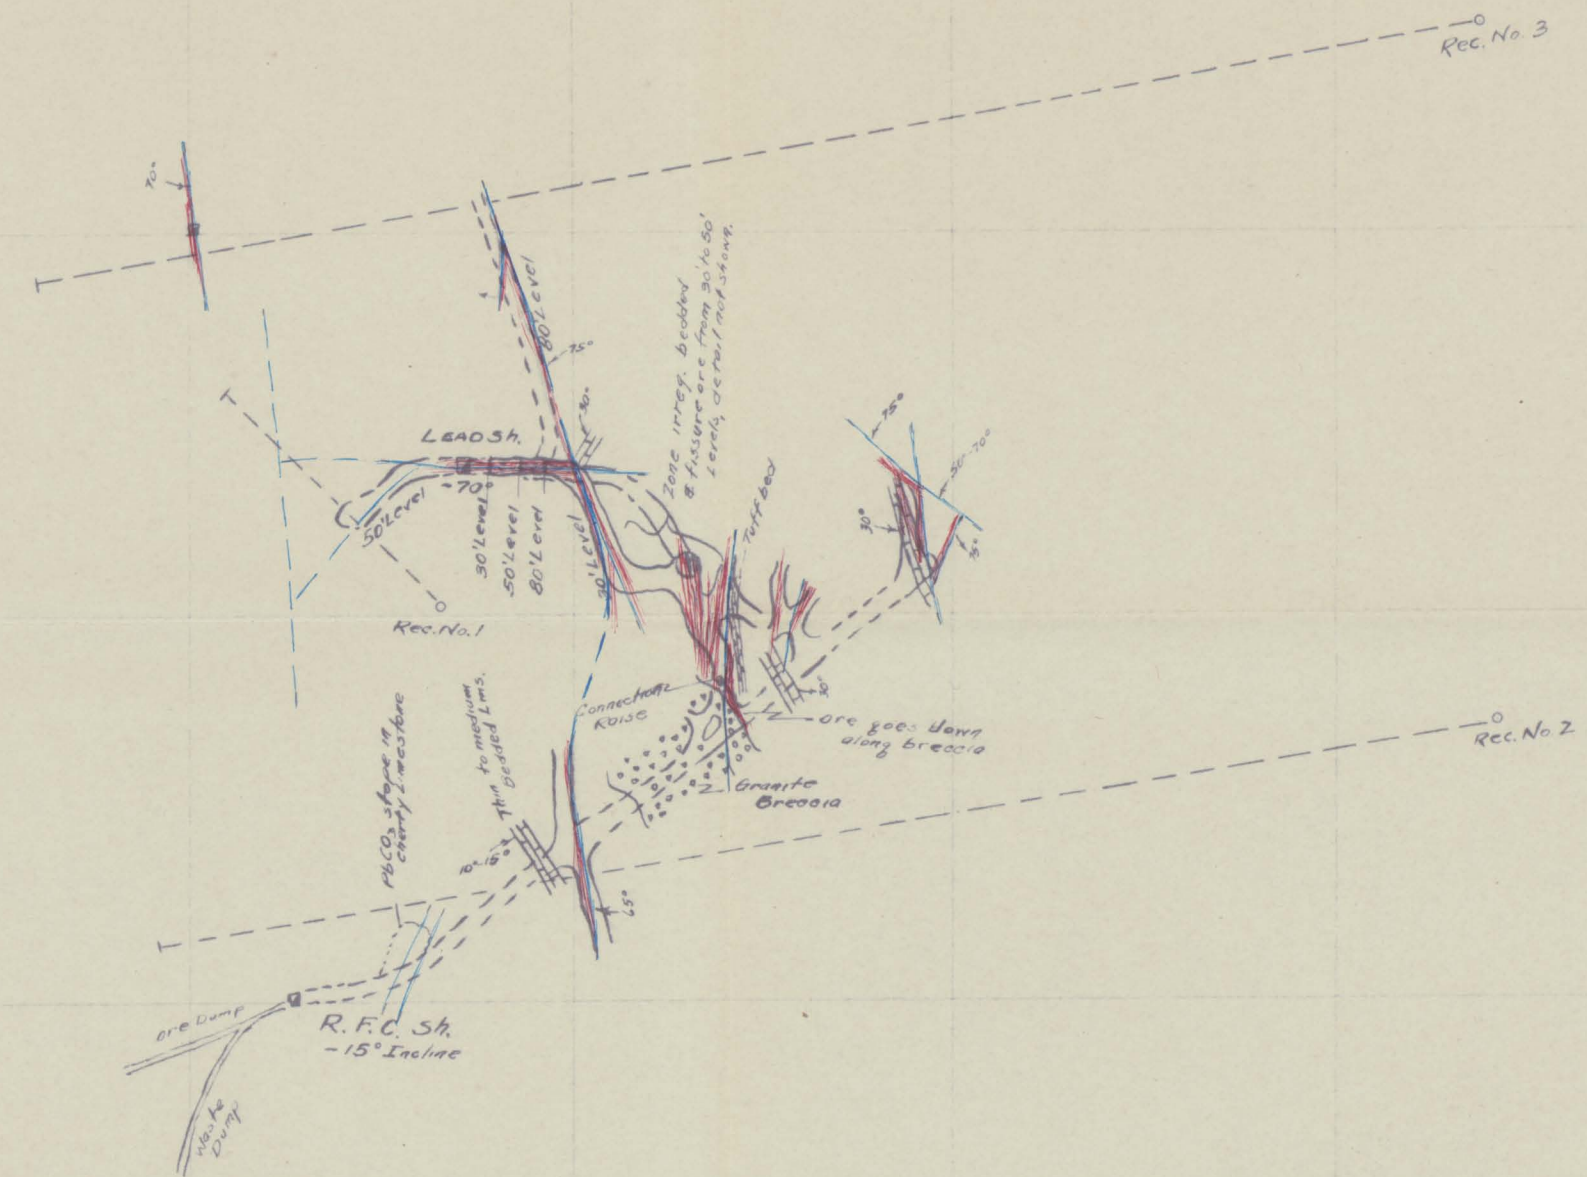 Rec. No. 3
70°
80' Level
75°
Zone irreg. bedded
& fissure ore from 30' to 50'
Levels, detail not shown.
30°
LEAD Sh.
-70°
50' Level
30' Level
50' Level
80' Level
30' Level
Tuff bed
75°
50-70°
30°
75°
Rec. No. 1
Connection
Raise
30°
ore goes down
along breccia
Rec. No 2
Granite
Breccia
Thin to medium
bedded Lms.
PbCO3 stope in
cherty Limestone
10°-15°
65°
Ore Dump
R.F.C. Sh.
-15° Incline
Waste
Dump